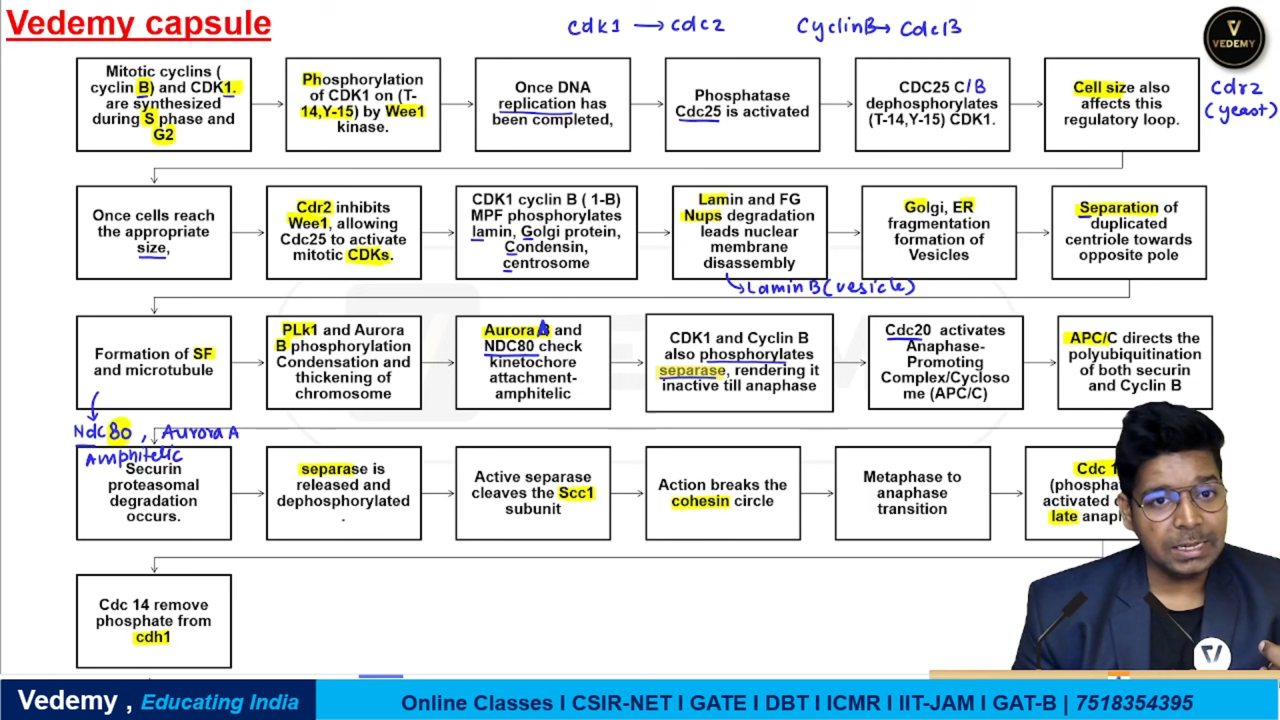 Vedemy capsule
Cdk1 → cdc2
CyclinB → Cdc13
VEDEMY
Mitotic cyclins (
cyclin B) and CDK1.
are synthesized
during S phase and
G2
Phosphorylation
of CDK1 on (T-
14,Y-15) by Wee1
kinase.
Once DNA
replication has
been completed,
Phosphatase
Cdc25 is activated
CDC25 C/B
dephosphorylates
(T-14,Y-15) CDK1.
Cell size also
affects this
regulatory loop.
Cdr2
(yeast)
Once cells reach
the appropriate
size,
Cdr2 inhibits
Wee1, allowing
Cdc25 to activate
mitotic CDKs.
CDK1 cyclin B ( 1-B)
MPF phosphorylates
lamin, Golgi protein,
Condensin,
centrosome
Lamin and FG
Nups degradation
leads nuclear
membrane
disassembly
Golgi, ER
fragmentation
formation of
Vesicles
Separation of
duplicated
centriole towards
opposite pole
LaminB (vesicle)
Formation of SF
and microtubule
PLk1 and Aurora
B phosphorylation
Condensation and
thickening of
chromosome
Aurora and
NDC80 check
kinetochore
attachment-
amphitelic
CDK1 and Cyclin B
also phosphorylates
separase, rendering it
inactive till anaphase
Cdc20 activates
Anaphase-
Promoting
Complex/Cycloso
me (APC/C)
APC/C directs the
polyubiquitination
of both securin
and Cyclin B
Ndc80, Aurora A
Amphitelic
Securin
proteasomal
degradation
occurs.
separase is
released and
dephosphorylated
.
Active separase
cleaves the Scc1
subunit
Action breaks the
cohesin circle
Metaphase to
anaphase
transition
Cdc
activated
late
Cdc 14 remove
phosphate from
cdh1
Vedemy , Educating India
Online Classes I CSIR-NET I GATE I DBT I ICMR I IIT-JAM I GAT-B | 7518354395